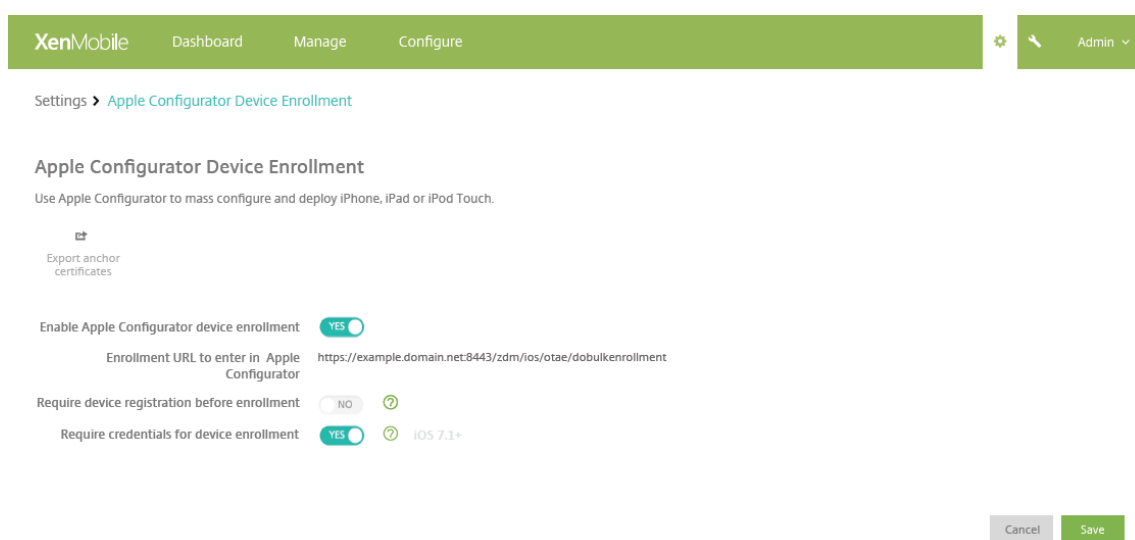 XenMobile Dashboard Manage Configure Admin
Settings > Apple Configurator Device Enrollment
Apple Configurator Device Enrollment
Use Apple Configurator to mass configure and deploy iPhone, iPad or iPod Touch.
Export anchor
certificates
Enable Apple Configurator device enrollment YES
Enrollment URL to enter in Apple https://example.domain.net:8443/zdm/ios/otae/dobulkenrollment
Configurator
Require device registration before enrollment NO ?
Require credentials for device enrollment YES ? iOS 7.1+
Cancel Save